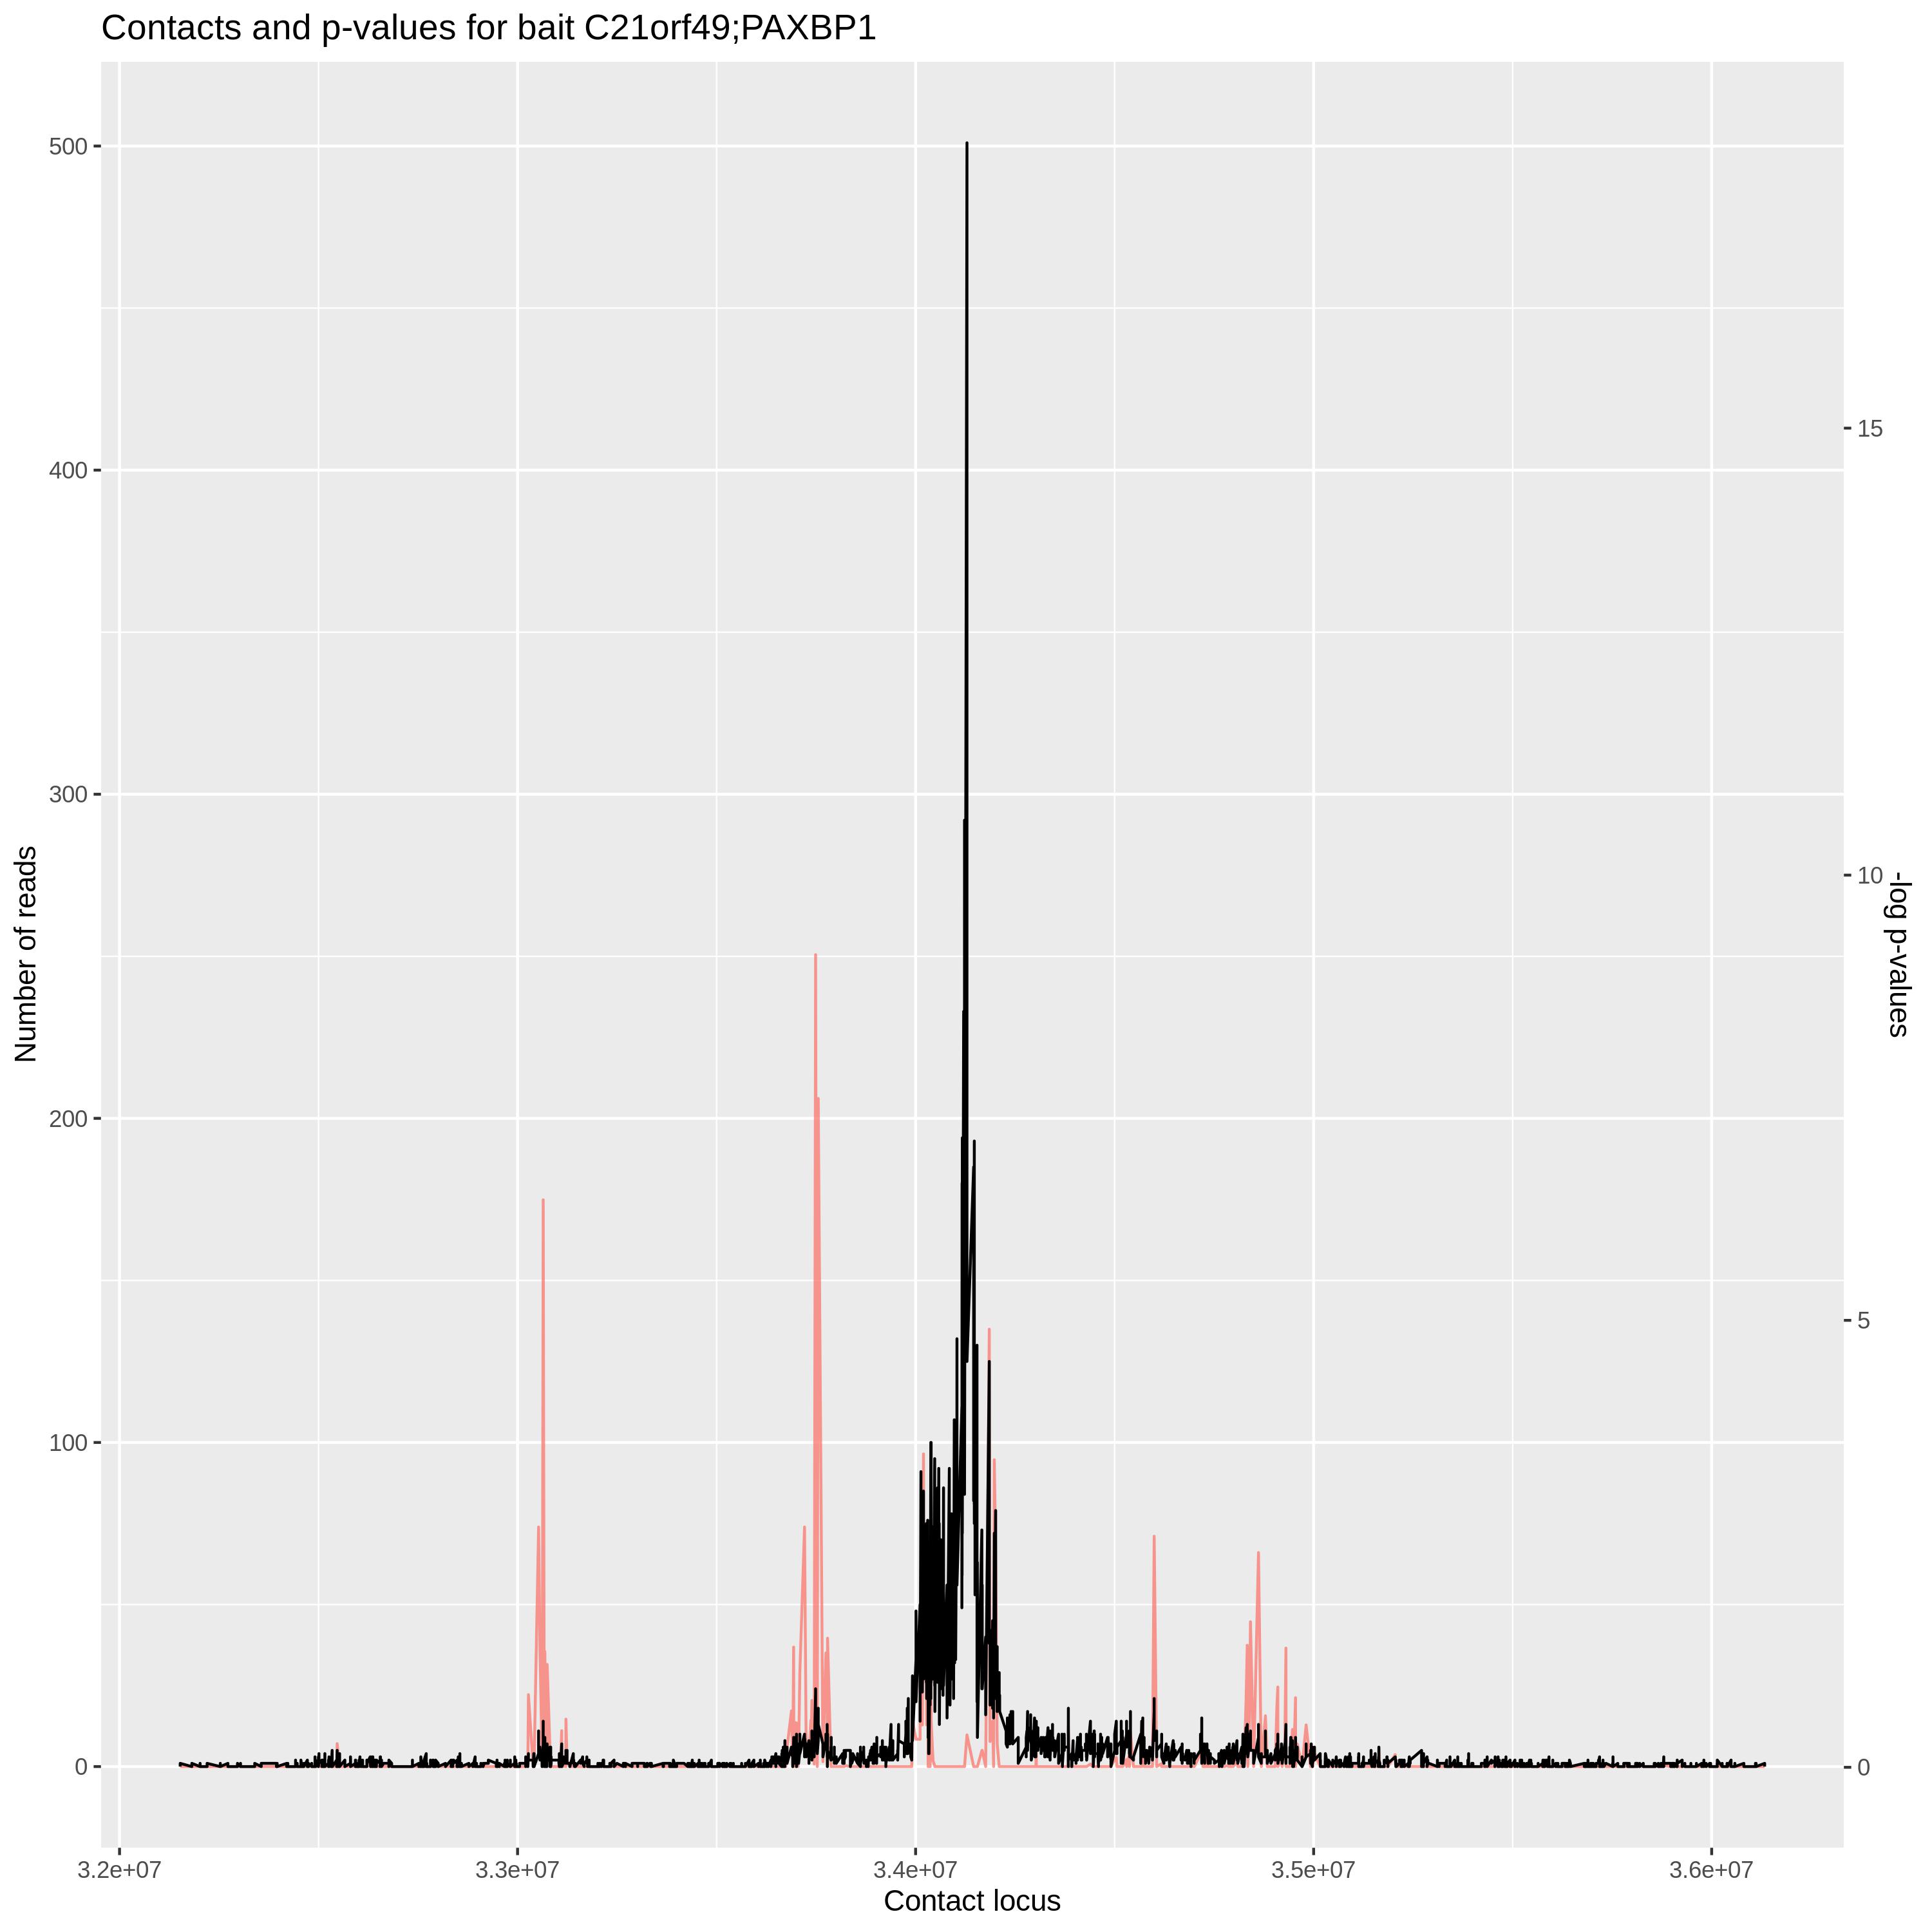 Contacts and p-values for bait C21orf49;PAXBP1
500
400
300
200
100
0
Number of reads
15
10
5
0
-log p-values
3.2e+07
3.3e+07
3.4e+07
3.5e+07
3.6e+07
Contact locus